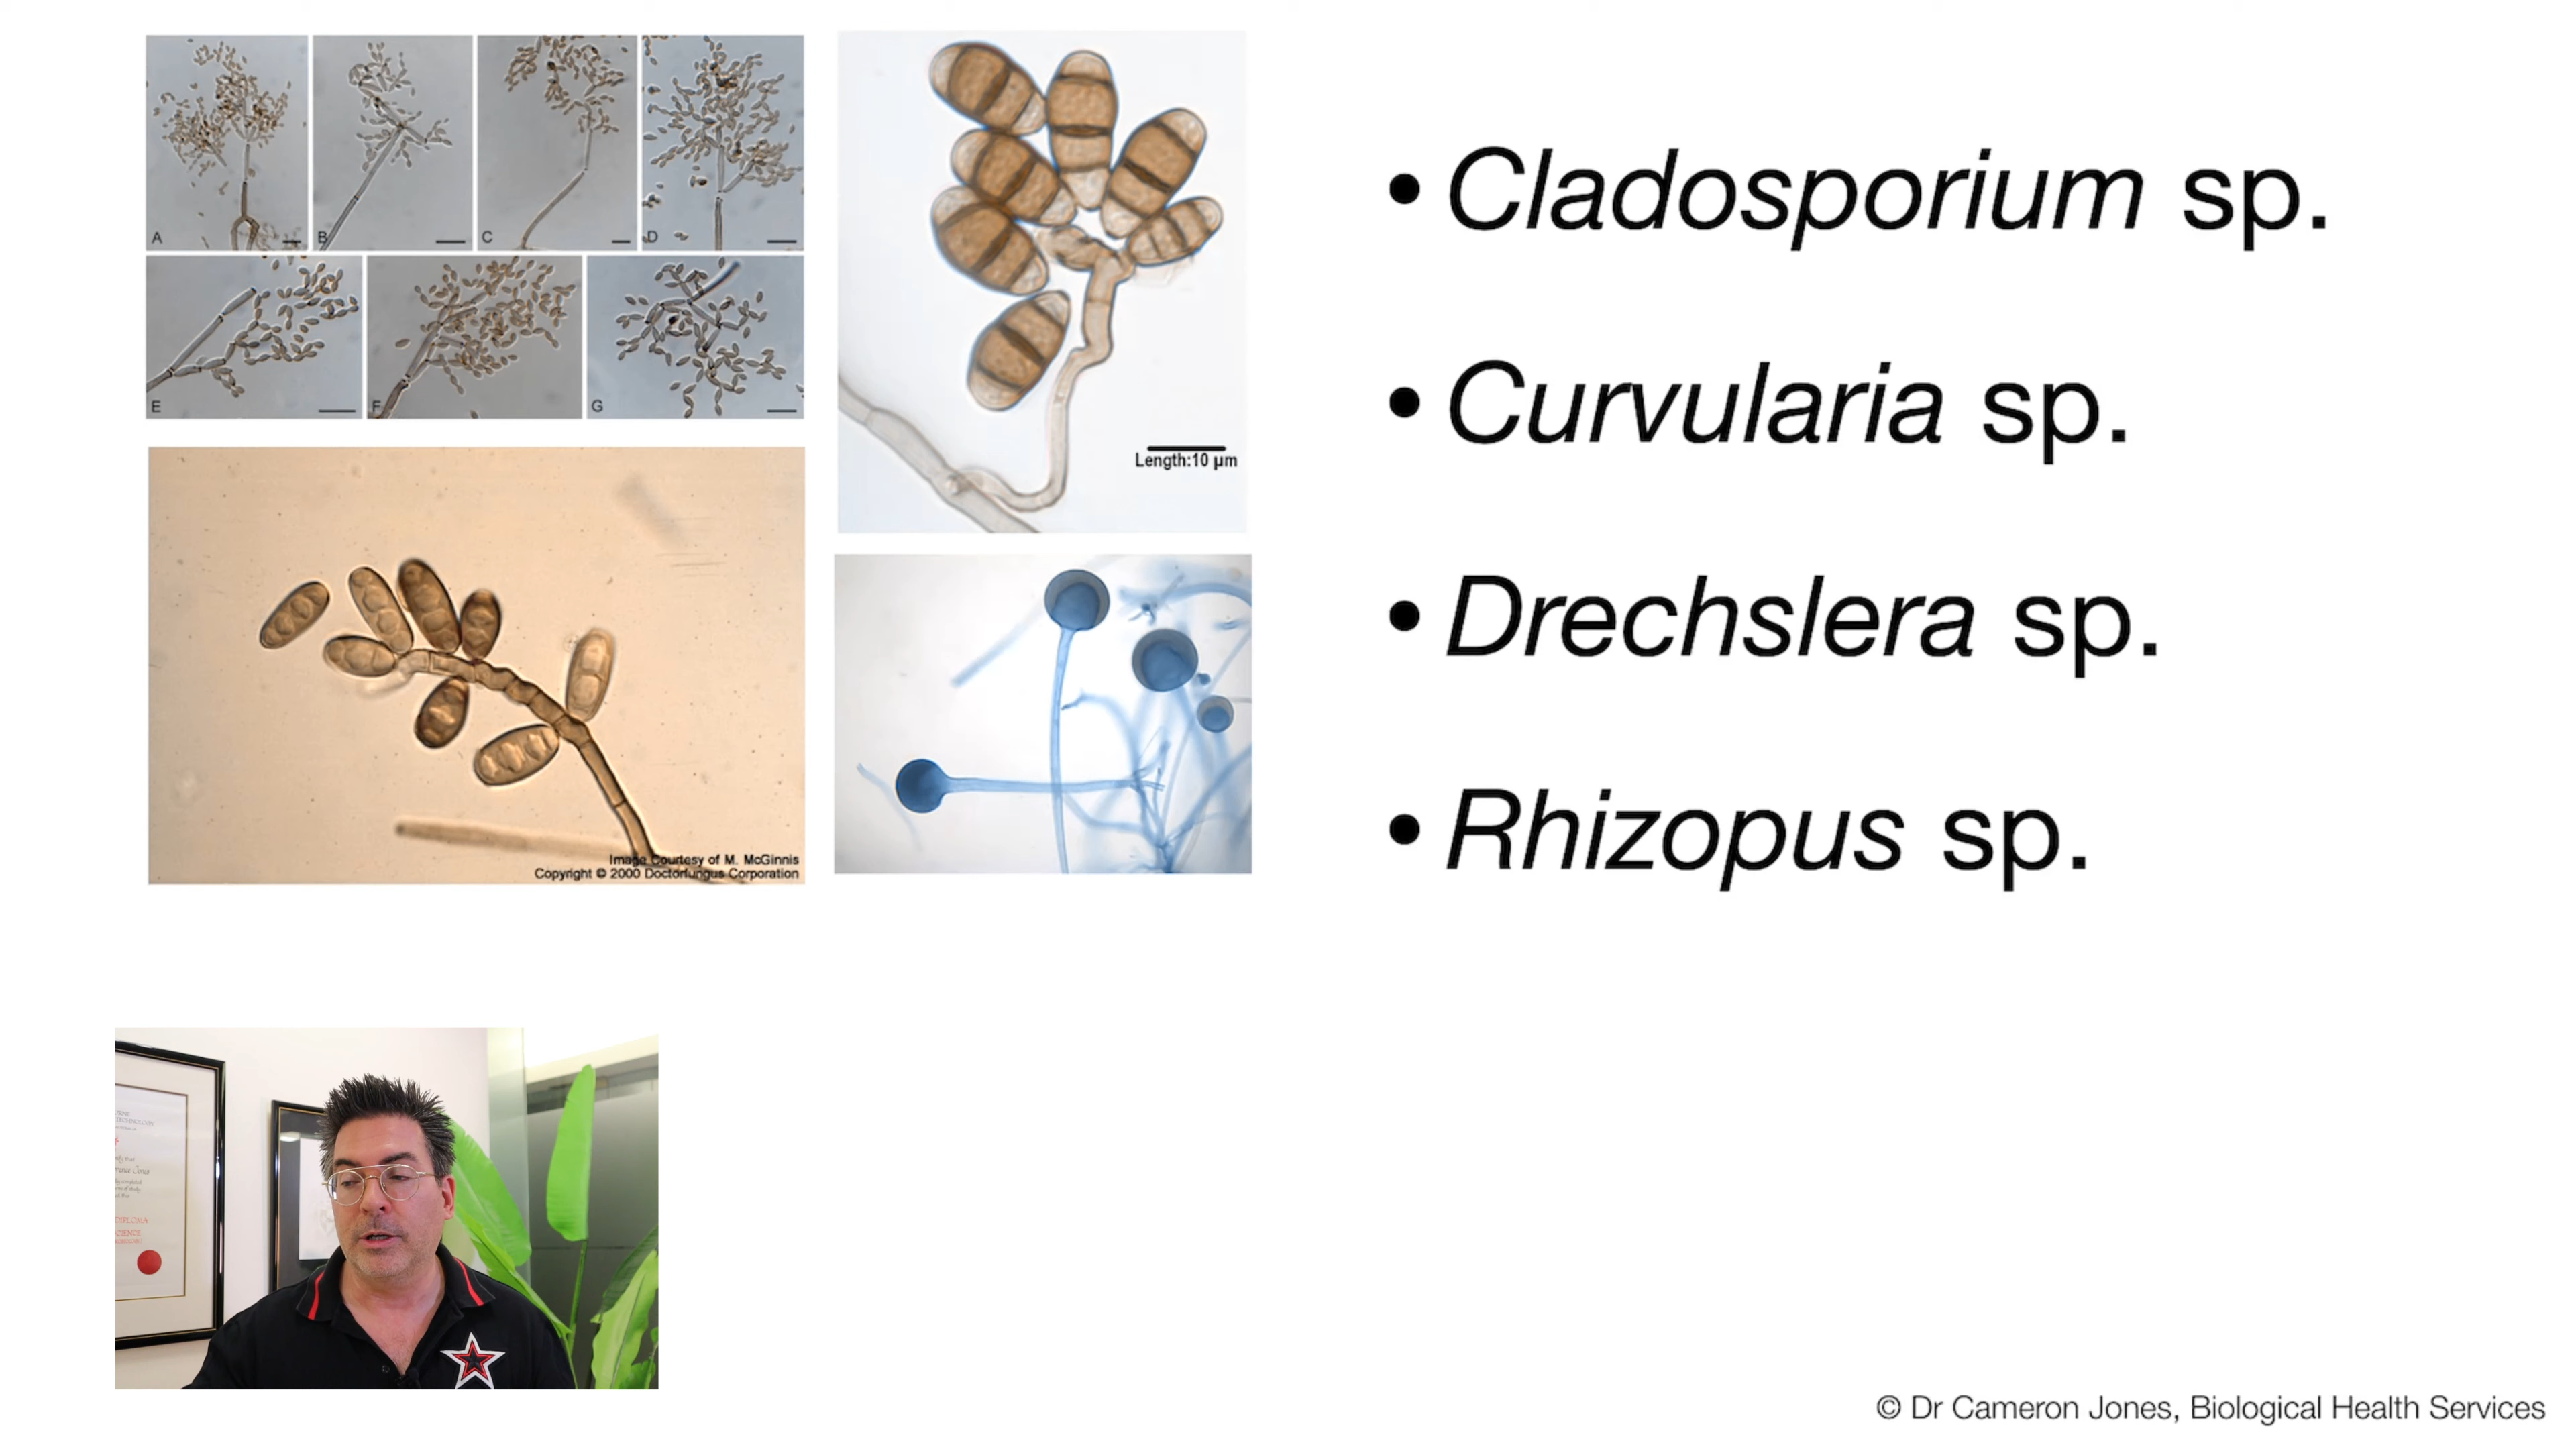 A
B
C
D
E
F
G
Length:10 µm
Image Courtesy of M. McGinnis
Copyright © 2000 Doctorfungus Corporation
• Cladosporium sp.
• Curvularia sp.
• Drechslera sp.
• Rhizopus sp.
© Dr Cameron Jones, Biological Health Services